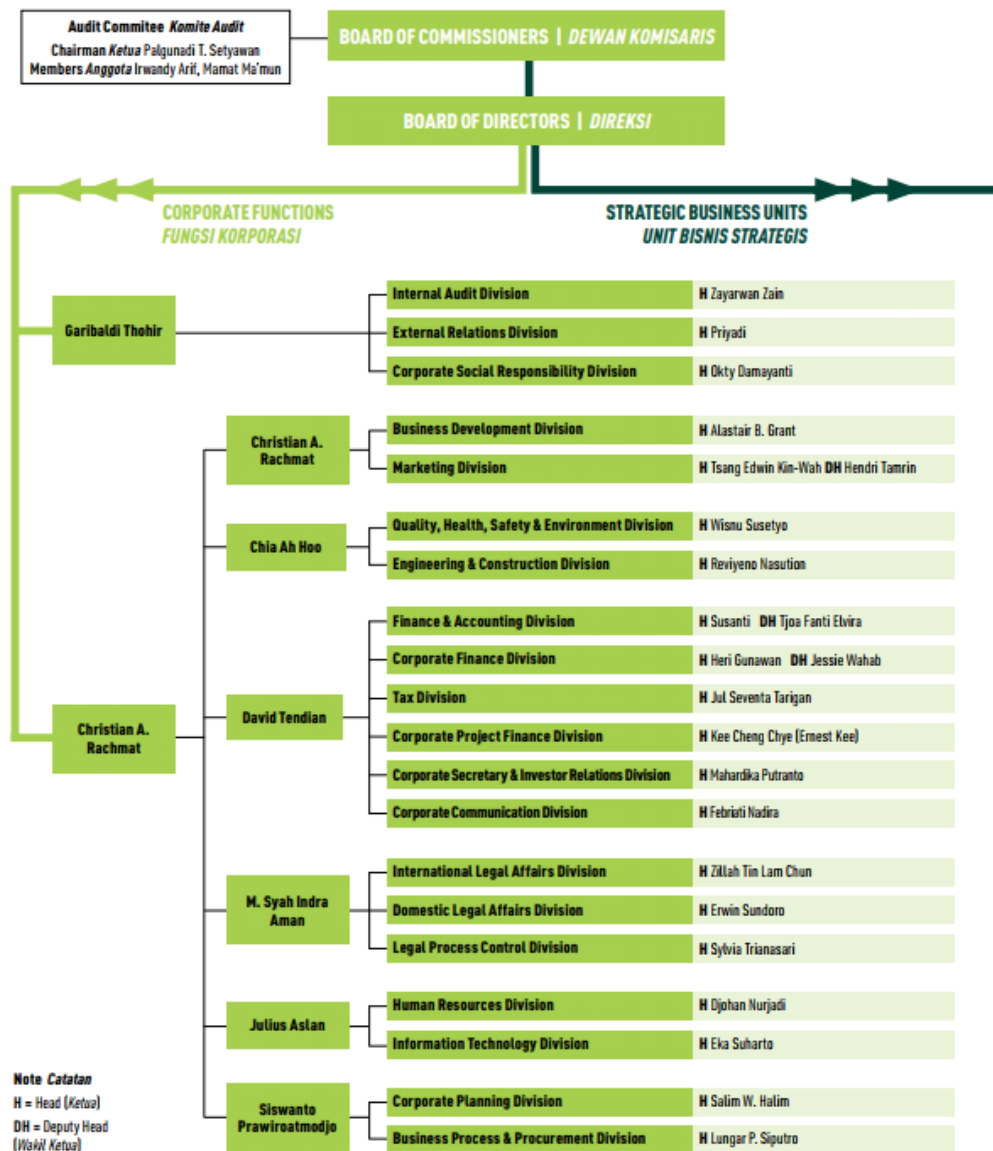 Audit Commitee Komite Audit
Chairman Ketua Palgunadi T. Setyawan
Members Anggota Irwandy Arif, Mamat Ma'mun
BOARD OF COMMISSIONERS | DEWAN KOMISARIS
BOARD OF DIRECTORS | DIREKSI
CORPORATE FUNCTIONS
FUNGSI KORPORASI
STRATEGIC BUSINESS UNITS
UNIT BISNIS STRATEGIS
Garibaldi Thohir
Internal Audit Division H Zayarwan Zain
External Relations Division H Priyadi
Corporate Social Responsibility Division H Okty Damayanti
Christian A.
Rachmat
Business Development Division H Alastair B. Grant
Marketing Division H Tsang Edwin Kin-Wah DH Hendri Tamrin
Chia Ah Hoo
Quality, Health, Safety & Environment Division H Wisnu Susetyo
Engineering & Construction Division H Reviyeno Nasution
Christian A.
Rachmat
David Tendian
Finance & Accounting Division H Susanti DH Tjoa Fanti Elvira
Corporate Finance Division H Heri Gunawan DH Jessie Wahab
Tax Division H Jul Seventa Tarigan
Corporate Project Finance Division H Kee Cheng Chye (Ernest Kee)
Corporate Secretary & Investor Relations Division H Mahardika Putranto
Corporate Communication Division H Febriati Nadira
M. Syah Indra
Aman
International Legal Affairs Division H Zillah Tin Lam Chun
Domestic Legal Affairs Division H Erwin Sundoro
Legal Process Control Division H Sylvia Trianasari
Julius Aslan
Human Resources Division H Djohan Nurjadi
Information Technology Division H Eka Suharto
Siswanto
Prawiroatmodjo
Corporate Planning Division H Salim W. Halim
Business Process & Procurement Division H Lungar P. Siputro
Note Catatan
H = Head (Ketua)
DH = Deputy Head
(Wakil Ketua)